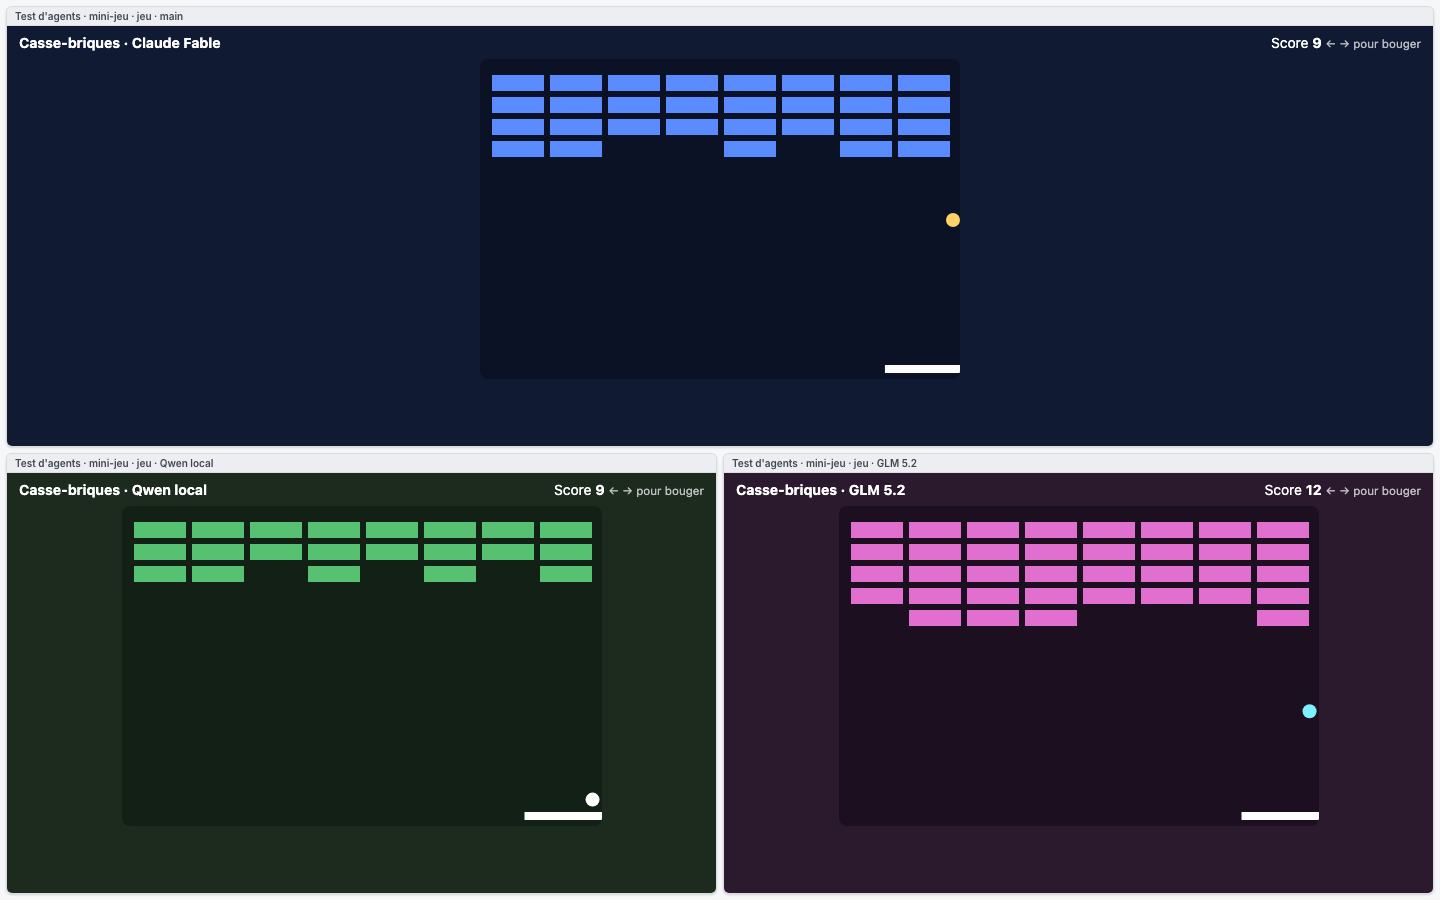 Test d'agents · mini-jeu · jeu · main
Casse-briques · Claude Fable
Score 9 ← → pour bouger
Test d'agents · mini-jeu · jeu · Qwen local
Casse-briques · Qwen local
Score 9 ← → pour bouger
Test d'agents · mini-jeu · jeu · GLM 5.2
Casse-briques · GLM 5.2
Score 12 ← → pour bouger